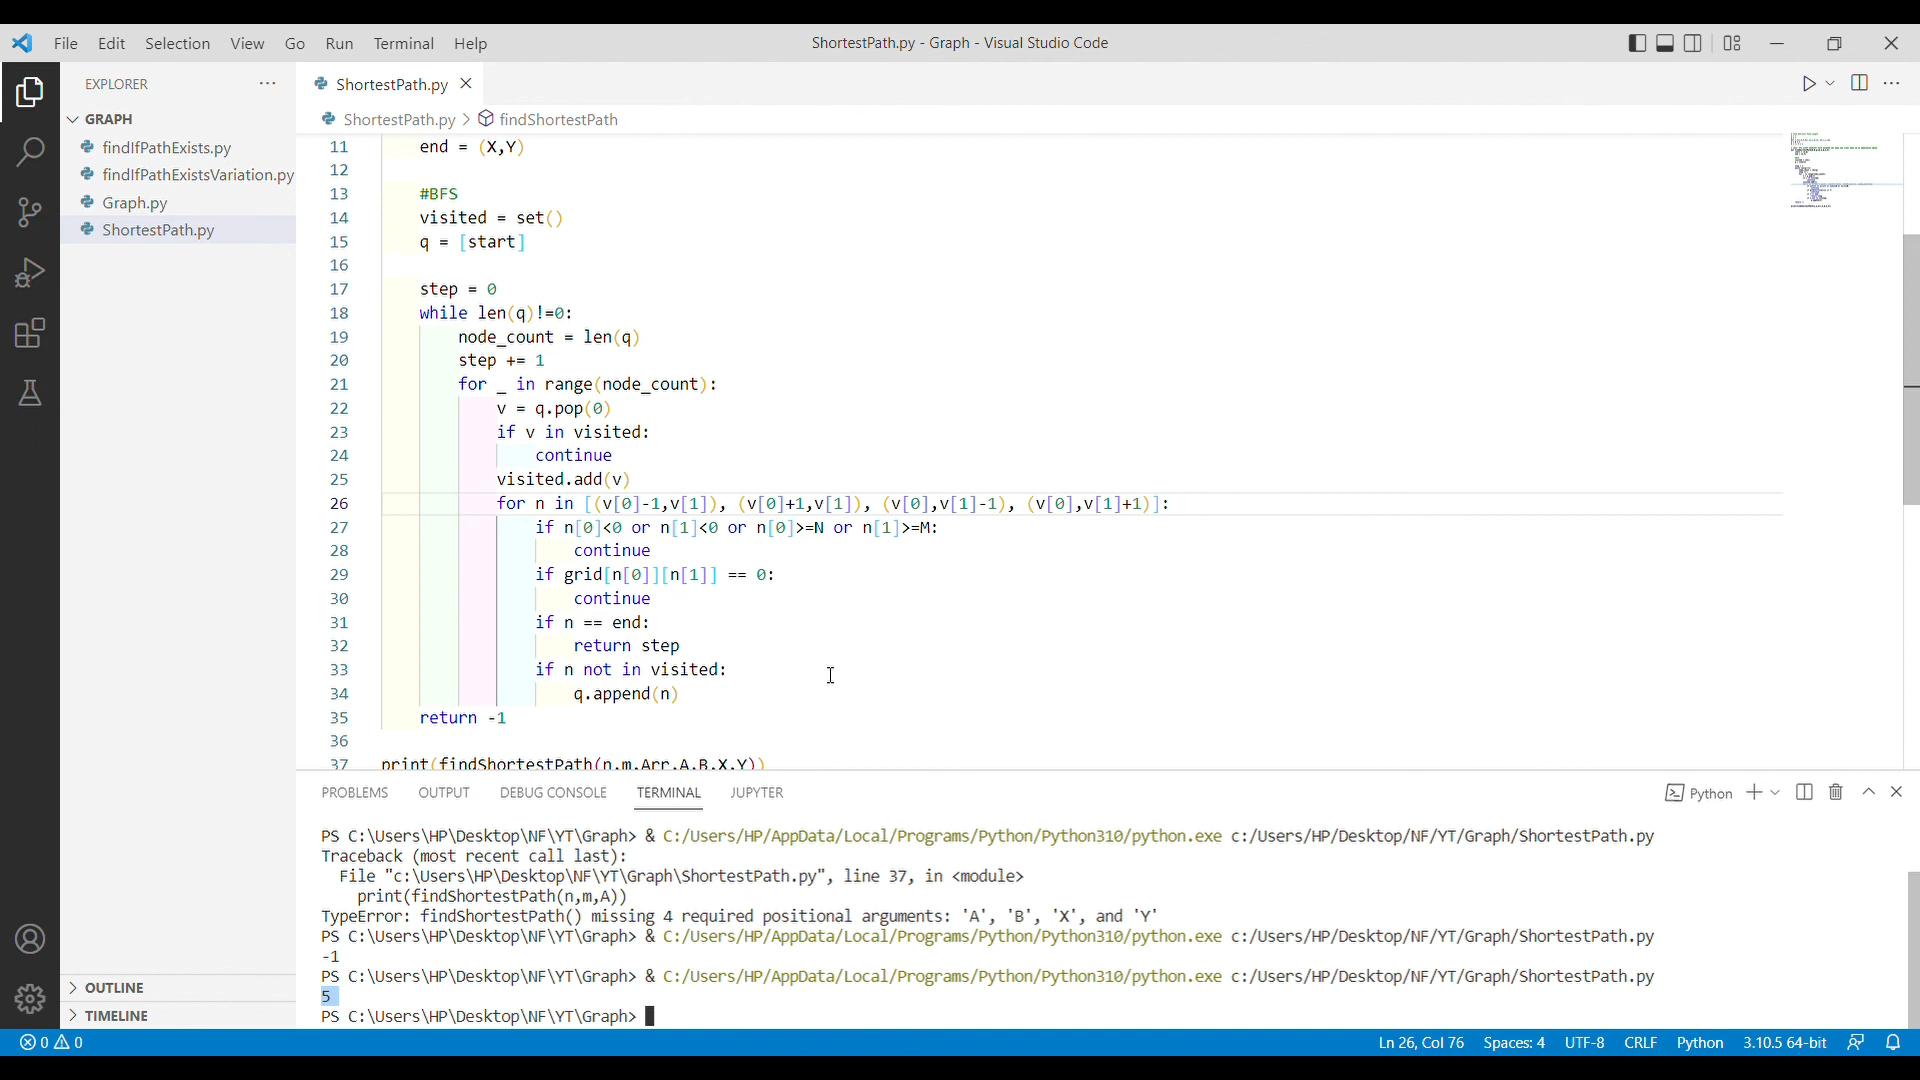 File Edit Selection View Go Run Terminal Help
ShortestPath.py - Graph - Visual Studio Code
EXPLORER
GRAPH
findIfPathExists.py
findIfPathExistsVariation.py
Graph.py
ShortestPath.py
OUTLINE
TIMELINE
ShortestPath.py
ShortestPath.py > findShortestPath
11 end = (X,Y)
12
13 #BFS
14 visited = set()
15 q = [start]
16
17 step = 0
18 while len(q)!=0:
19 node_count = len(q)
20 step += 1
21 for _ in range(node_count):
22 v = q.pop(0)
23 if v in visited:
24 continue
25 visited.add(v)
26 for n in [(v[0]-1,v[1]), (v[0]+1,v[1]), (v[0],v[1]-1), (v[0],v[1]+1)]:
27 if n[0]<0 or n[1]<0 or n[0]>=N or n[1]>=M:
28 continue
29 if grid[n[0]][n[1]] == 0:
30 continue
31 if n == end:
32 return step
33 if n not in visited:
34 q.append(n)
35 return -1
36
37 print(findShortestPath(n,m,Arr,A,B,X,Y))
PROBLEMS OUTPUT DEBUG CONSOLE TERMINAL JUPYTER
Python
PS C:\Users\HP\Desktop\NF\YT\Graph> & C:/Users/HP/AppData/Local/Programs/Python/Python310/python.exe c:/Users/HP/Desktop/NF/YT/Graph/ShortestPath.py
Traceback (most recent call last):
File "c:\Users\HP\Desktop\NF\YT\Graph\ShortestPath.py", line 37, in <module>
print(findShortestPath(n,m,A))
TypeError: findShortestPath() missing 4 required positional arguments: 'A', 'B', 'X', and 'Y'
PS C:\Users\HP\Desktop\NF\YT\Graph> & C:/Users/HP/AppData/Local/Programs/Python/Python310/python.exe c:/Users/HP/Desktop/NF/YT/Graph/ShortestPath.py
-1
PS C:\Users\HP\Desktop\NF\YT\Graph> & C:/Users/HP/AppData/Local/Programs/Python/Python310/python.exe c:/Users/HP/Desktop/NF/YT/Graph/ShortestPath.py
5
PS C:\Users\HP\Desktop\NF\YT\Graph>
0 0
Ln 26, Col 76 Spaces: 4 UTF-8 CRLF Python 3.10.5 64-bit